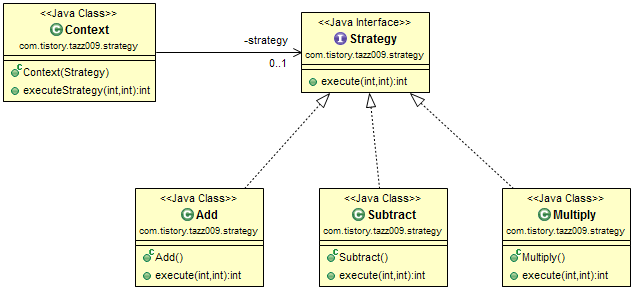 <<Java Class>>
Context
com.tistory.tazz009.strategy
Context(Strategy)
executeStrategy(int,int):int
-strategy
0..1
<<Java Interface>>
Strategy
com.tistory.tazz009.strategy
execute(int,int):int
<<Java Class>>
Add
com.tistory.tazz009.strategy
Add()
execute(int,int):int
<<Java Class>>
Subtract
com.tistory.tazz009.strategy
Subtract()
execute(int,int):int
<<Java Class>>
Multiply
com.tistory.tazz009.strategy
Multiply()
execute(int,int):int